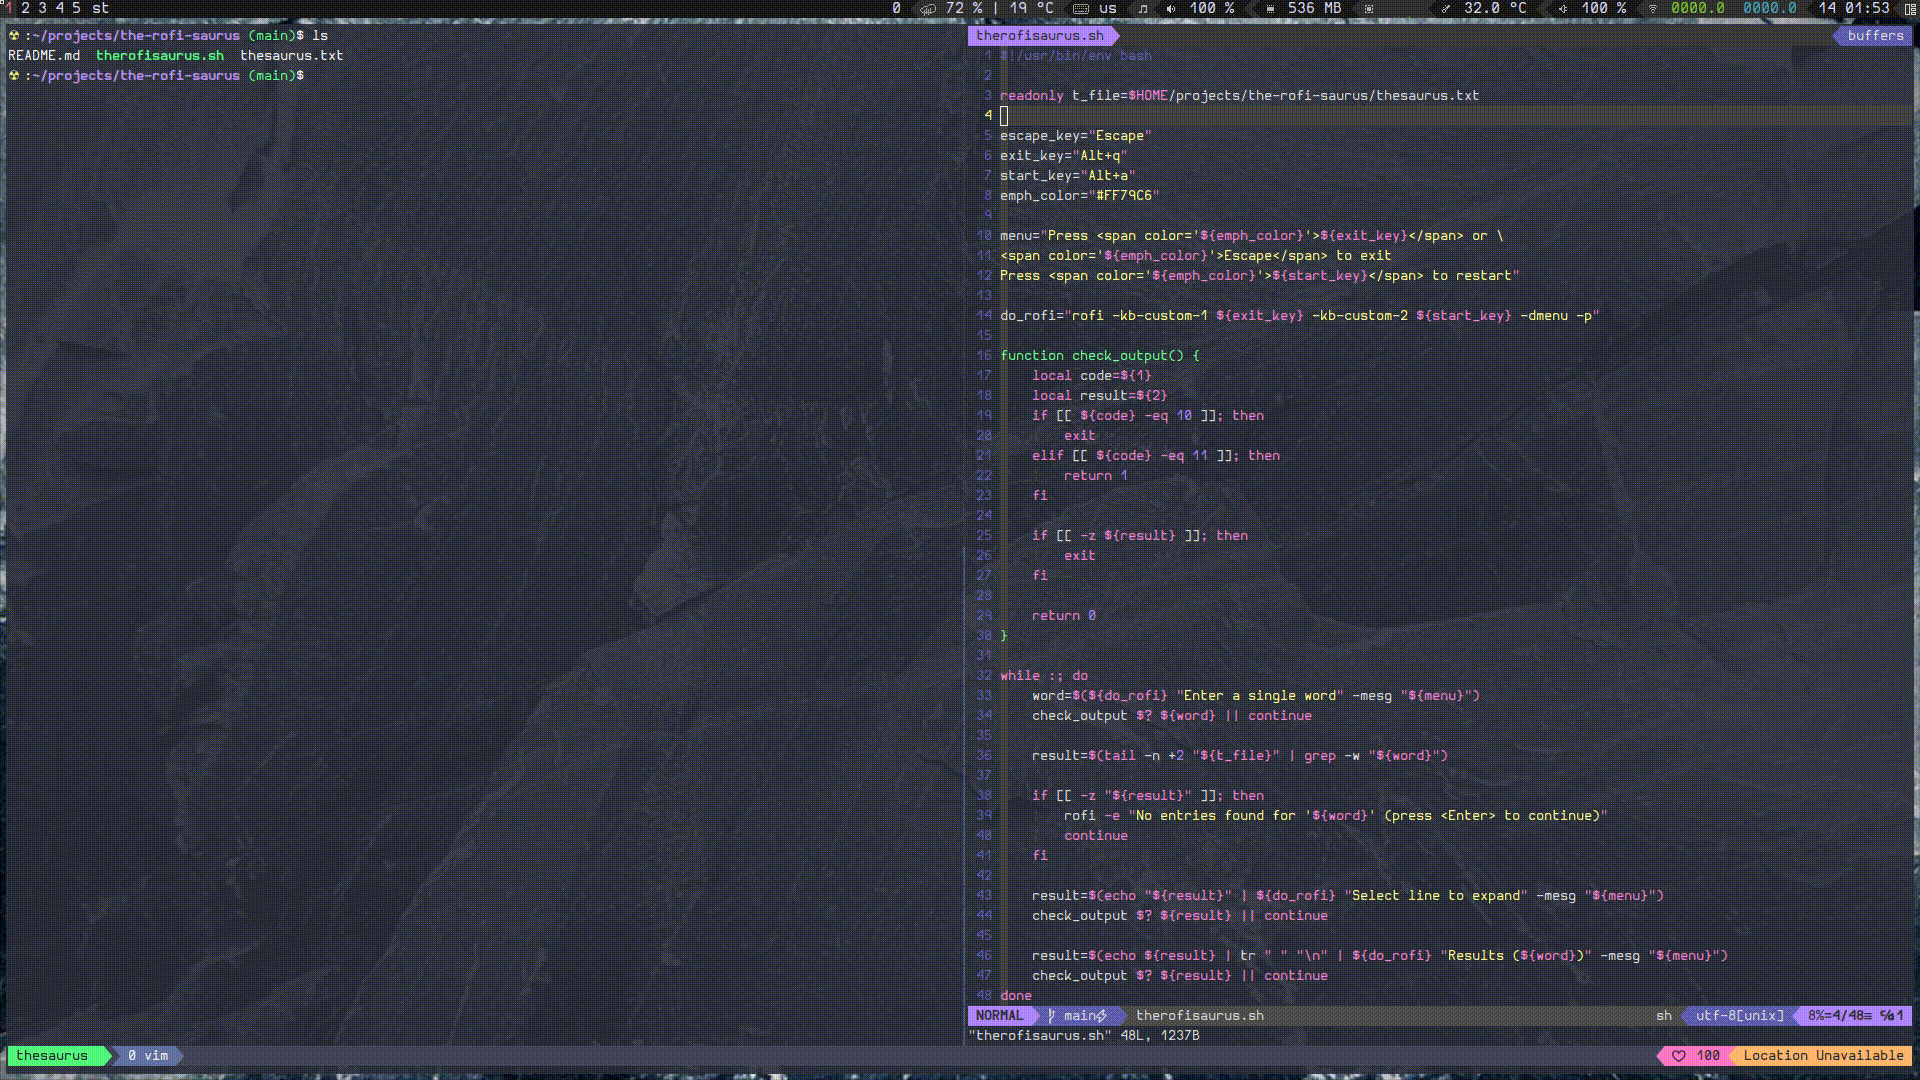 1 2 3 4 5 st
0 72 % | 19 °C us 100 % 536 MB 32.0 °C 100 % 0000.0 0000.0 14 01:53
:~/projects/the-rofi-saurus (main)$ ls
README.md therofisaurus.sh thesaurus.txt
:~/projects/the-rofi-saurus (main)$
therofisaurus.sh buffers
1 #!/usr/bin/env bash
2
3 readonly t_file=$HOME/projects/the-rofi-saurus/thesaurus.txt
4
5 escape_key="Escape"
6 exit_key="Alt+q"
7 start_key="Alt+a"
8 emph_color="#FF79C6"
9
10 menu="Press <span color='${emph_color}'>${exit_key}</span> or \
11 <span color='${emph_color}'>Escape</span> to exit
12 Press <span color='${emph_color}'>${start_key}</span> to restart"
13
14 do_rofi="rofi -kb-custom-1 ${exit_key} -kb-custom-2 ${start_key} -dmenu -p"
15
16 function check_output() {
17     local code=${1}
18     local result=${2}
19     if [[ ${code} -eq 10 ]]; then
20         exit
21     elif [[ ${code} -eq 11 ]]; then
22         return 1
23     fi
24
25     if [[ -z ${result} ]]; then
26         exit
27     fi
28
29     return 0
30 }
31
32 while :; do
33     word=$(${do_rofi} "Enter a single word" -mesg "${menu}")
34     check_output $? ${word} || continue
35
36     result=$(tail -n +2 "${t_file}" | grep -w "${word}")
37
38     if [[ -z "${result}" ]]; then
39         rofi -e "No entries found for '${word}' (press <Enter> to continue)"
40         continue
41     fi
42
43     result=$(echo "${result}" | ${do_rofi} "Select line to expand" -mesg "${menu}")
44     check_output $? ${result} || continue
45
46     result=$(echo ${result} | tr " " "\n" | ${do_rofi} "Results (${word})" -mesg "${menu}")
47     check_output $? ${result} || continue
48 done
NORMAL main therofisaurus.sh sh utf-8[unix] 8%=4/48≡ ℅1
"therofisaurus.sh" 48L, 1237B
thesaurus 0 vim 100 Location Unavailable